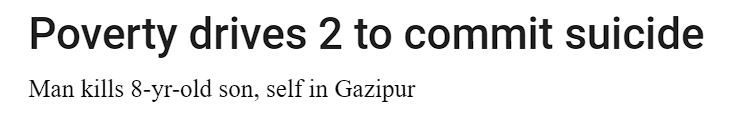 Poverty drives 2 to commit suicide
Man kills 8-yr-old son, self in Gazipur